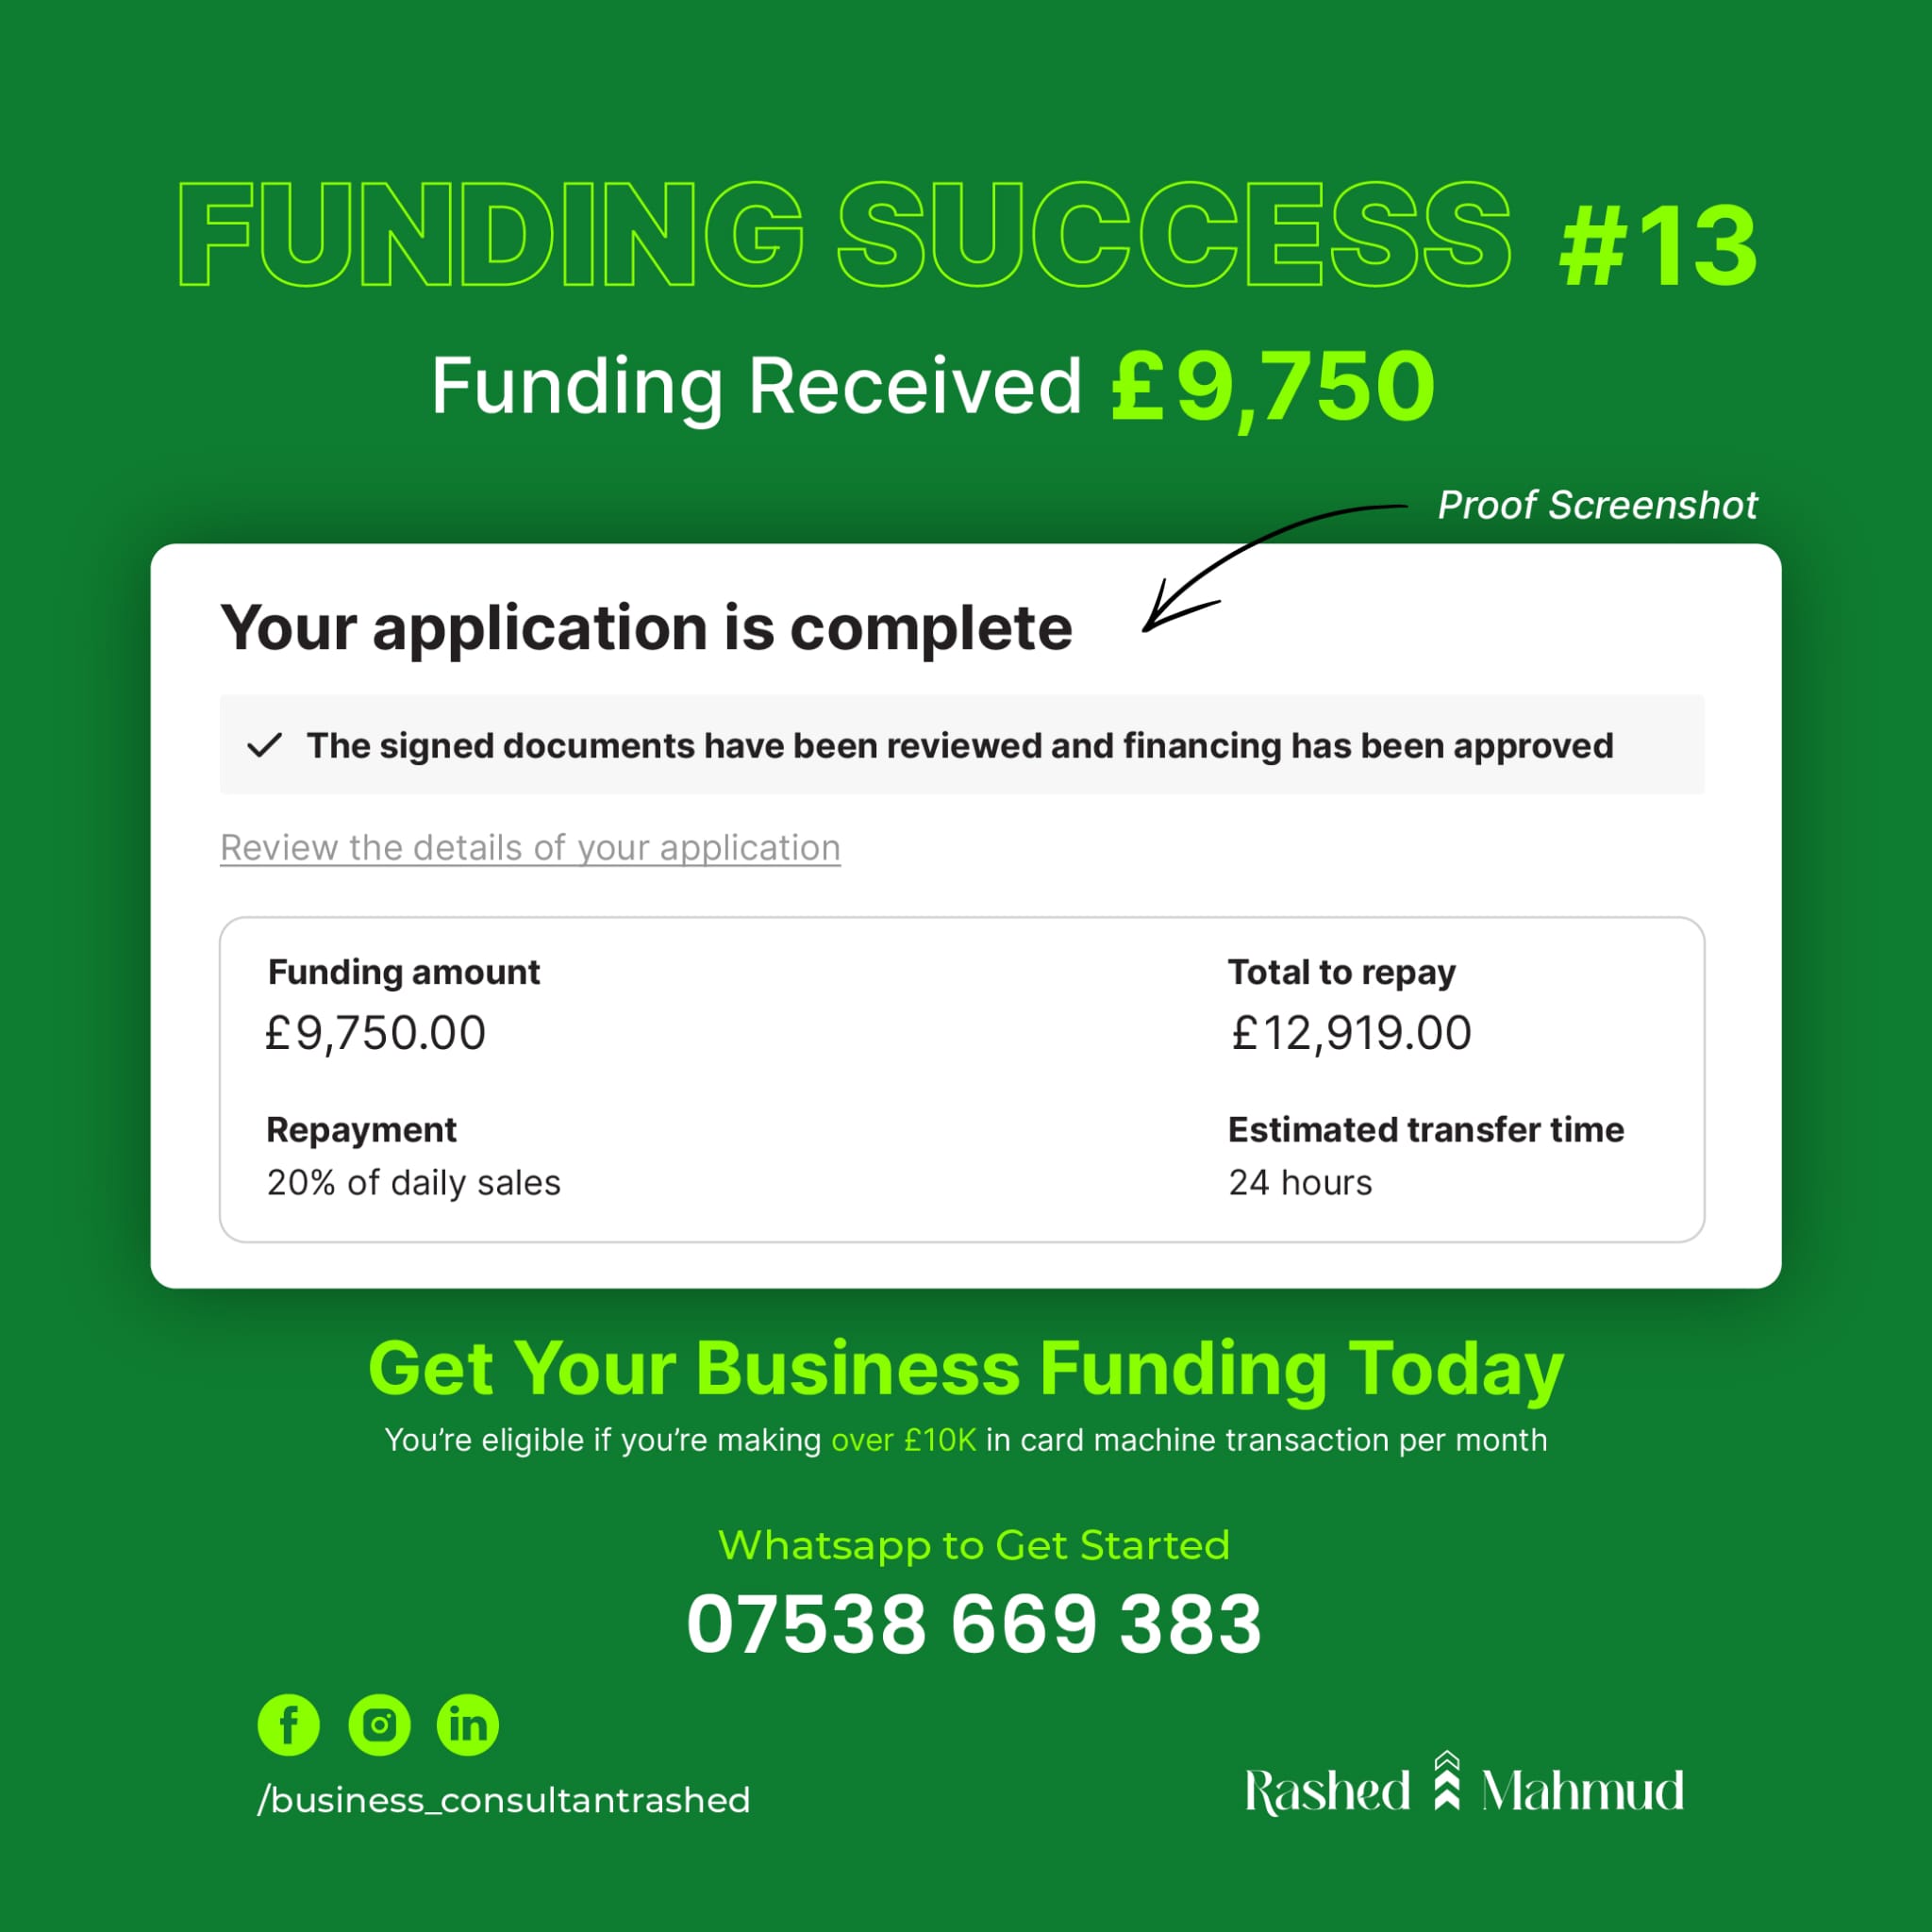 FUNDING SUCCESS #13
Funding Received £9,750
Proof Screenshot
Your application is complete
The signed documents have been reviewed and financing has been approved
Review the details of your application
Funding amount
£9,750.00
Total to repay
£12,919.00
Repayment
20% of daily sales
Estimated transfer time
24 hours
Get Your Business Funding Today
You’re eligible if you’re making over £10K in card machine transaction per month
Whatsapp to Get Started
07538 669 383
/business_consultantrashed
Rashed Mahmud